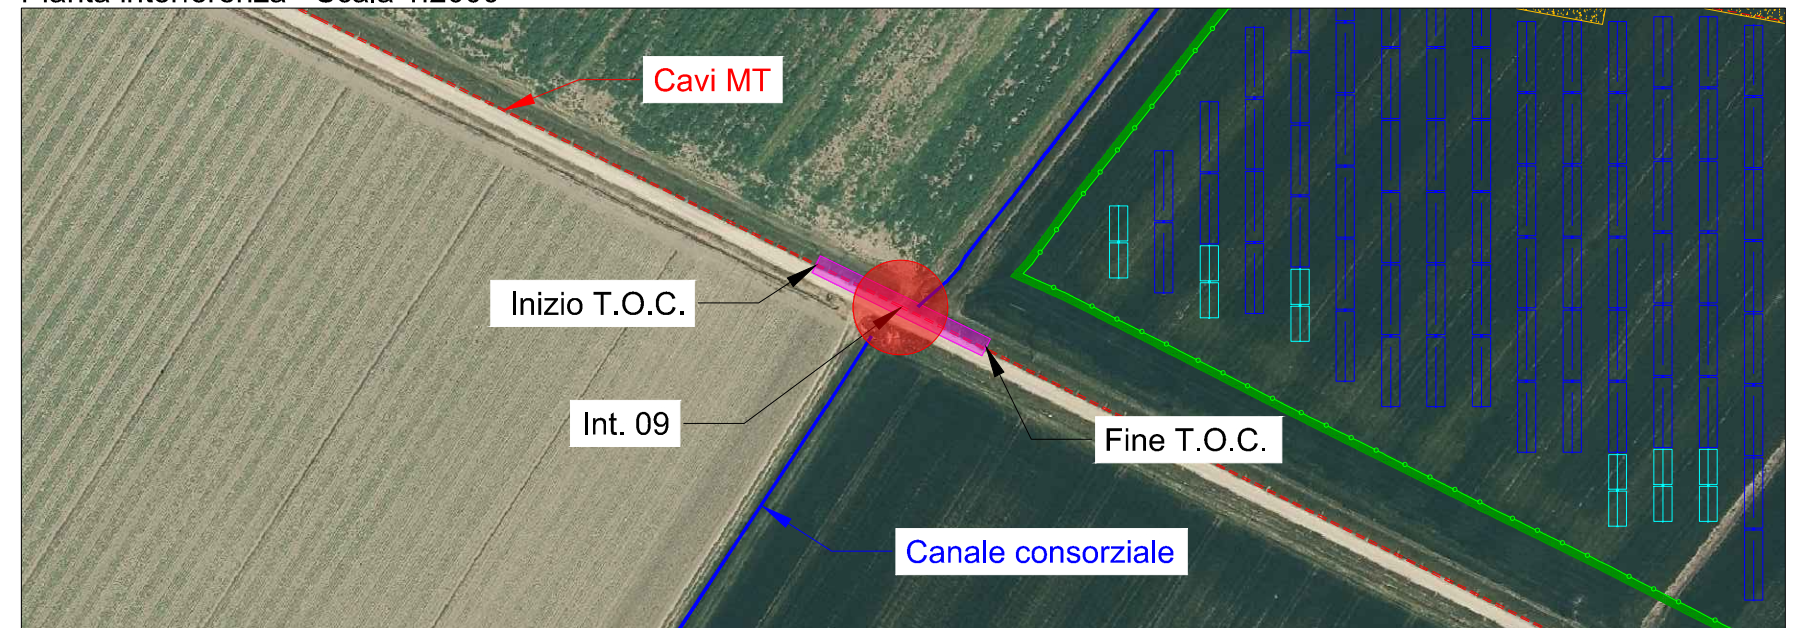 Cavi MT
Inizio T.O.C.
Int. 09
Fine T.O.C.
Canale consorziale